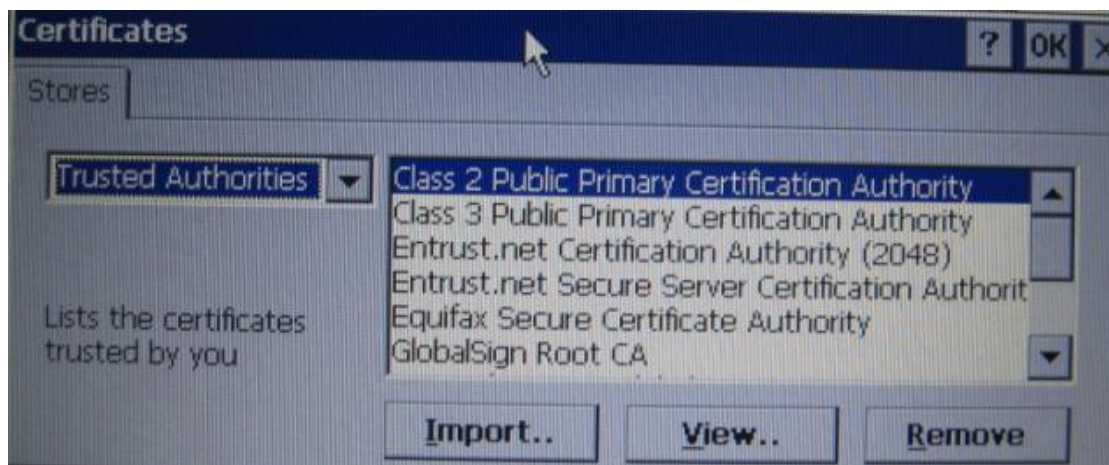 Certificates
? OK ×
Stores
Trusted Authorities
Class 2 Public Primary Certification Authority
Class 3 Public Primary Certification Authority
Entrust.net Certification Authority (2048)
Entrust.net Secure Server Certification Authorit
Equifax Secure Certificate Authority
GlobalSign Root CA
Lists the certificates
trusted by you
Import..
View..
Remove